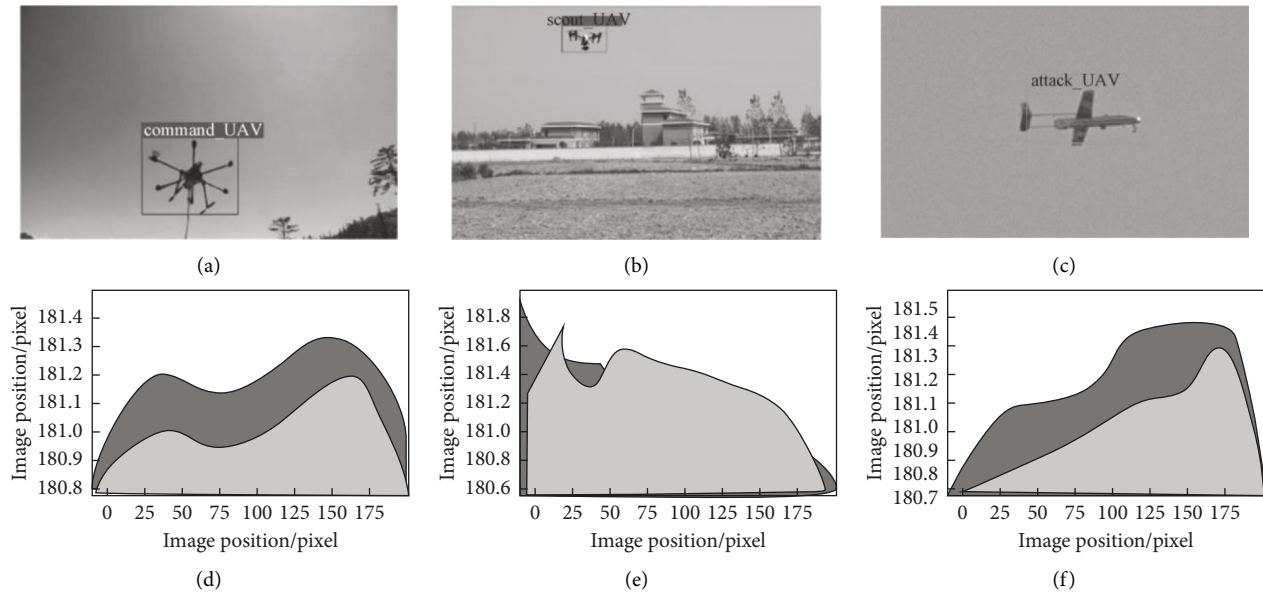 command_UAV
scout_UAV
attack_UAV
(a)
(b)
(c)
Image position/pixel
181.4
181.3
181.2
181.1
181.0
180.9
180.8
0 25 50 75 100 125 150 175
Image position/pixel
(d)
Image position/pixel
181.8
181.6
181.4
181.2
181.0
180.8
180.6
0 25 50 75 100 125 150 175
Image position/pixel
(e)
Image position/pixel
181.5
181.4
181.3
181.2
181.1
181.0
180.9
180.8
180.7
0 25 50 75 100 125 150 175
Image position/pixel
(f)